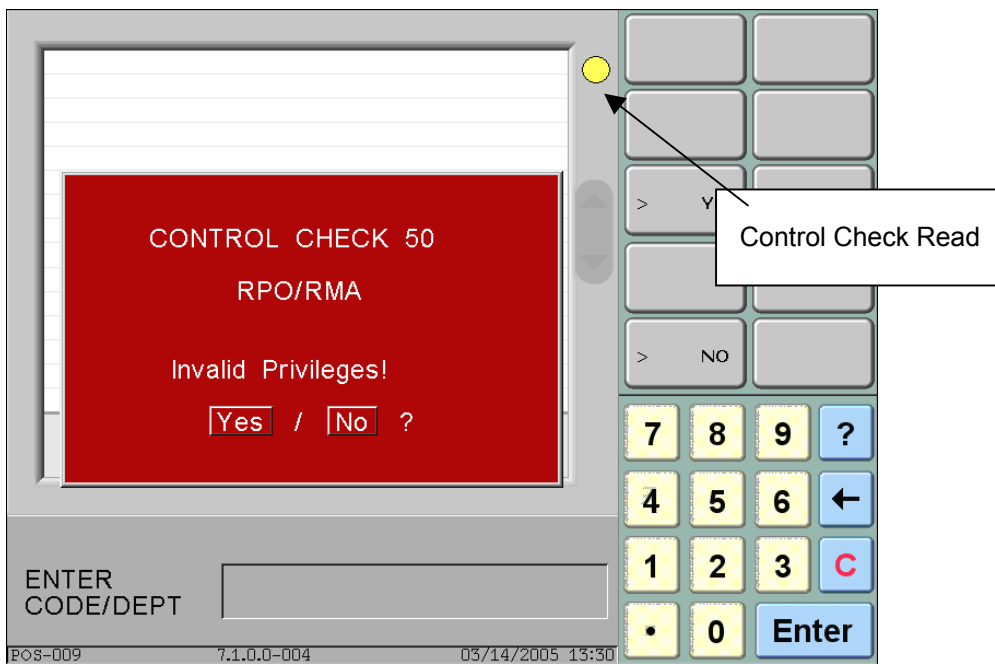 CONTROL CHECK 50
RPO/RMA
Invalid Privileges!
Yes / No ?
> Y
Control Check Read
> NO
7 8 9 ?
4 5 6 ←
1 2 3 C
. 0 Enter
ENTER
CODE/DEPT
POS-009 7.1.0.0-004 03/14/2005 13:30